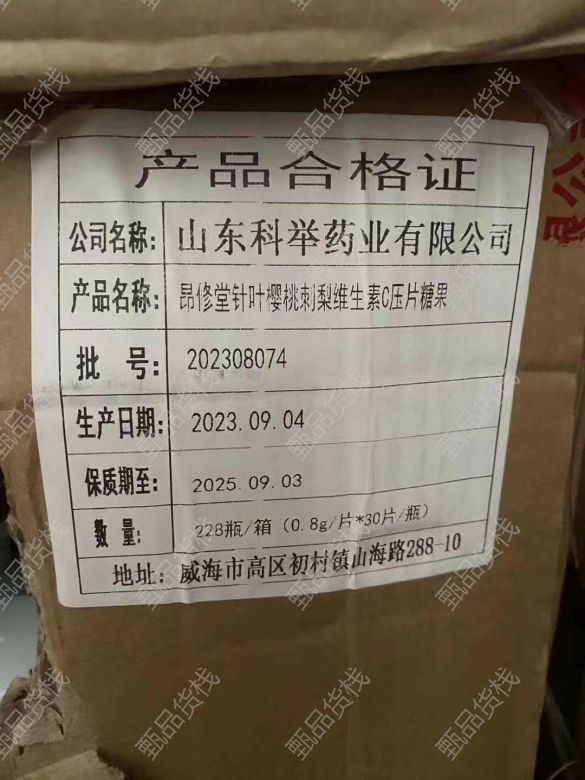 产品合格证
公司名称: 山东科举药业有限公司
产品名称: 昂修堂针叶樱桃刺梨维生素C压片糖果
批 号: 202308074
生产日期: 2023.09.04
保质期至: 2025.09.03
数 量: 228瓶/箱（0.8g/片*30片/瓶）
地址: 威海市高区初村镇山海路288-10
甄品货栈